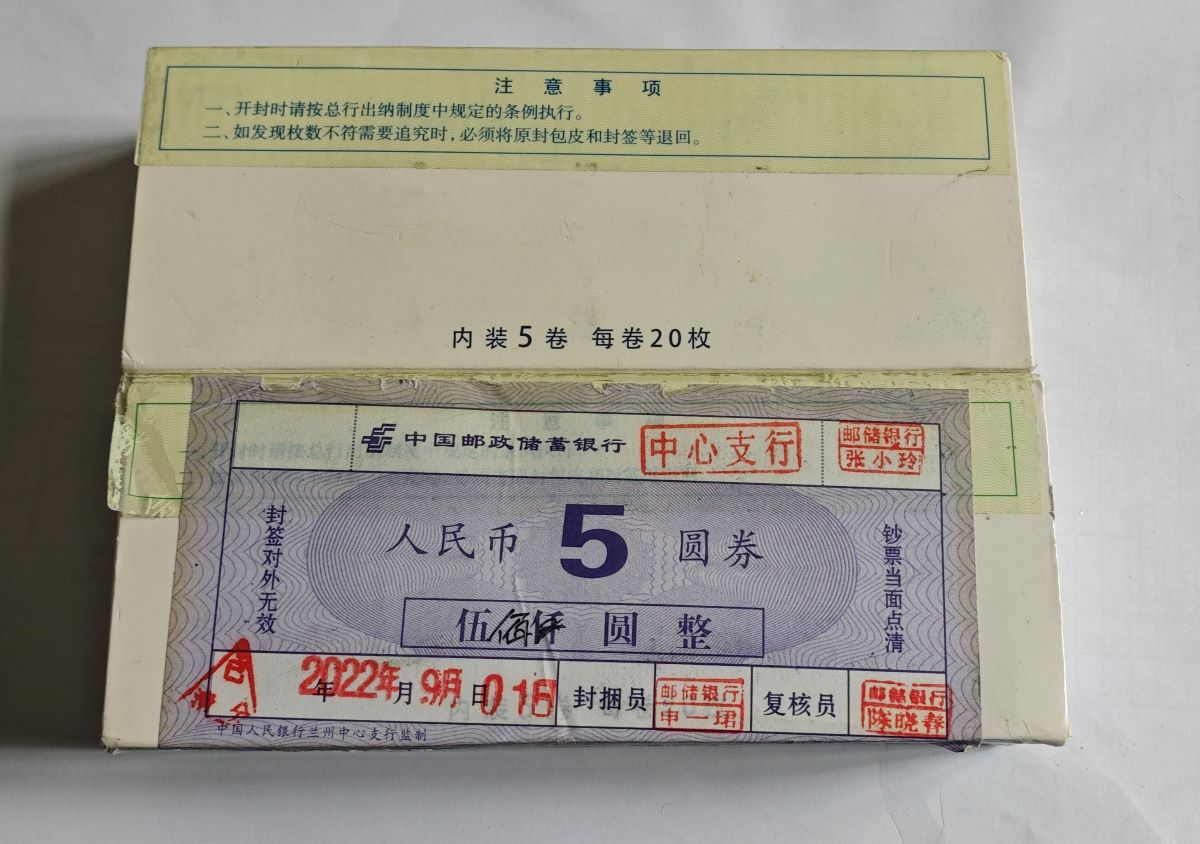 注意事项
一、开封时请按总行出纳制度中规定的条例执行。
二、如发现枚数不符需要追究时，必须将原封包皮和封签等退回。
内装5卷 每卷20枚
中国邮政储蓄银行 中心支行
邮储银行
张小玲
封签对外无效
人民币 5 圆券
钞票当面点清
伍佰 圆整
2022年 年 9月 月 01日 日
封捆员
邮储银行
申一珺
复核员
邮储银行
陈晓春
中国人民银行兰州中心支行监制